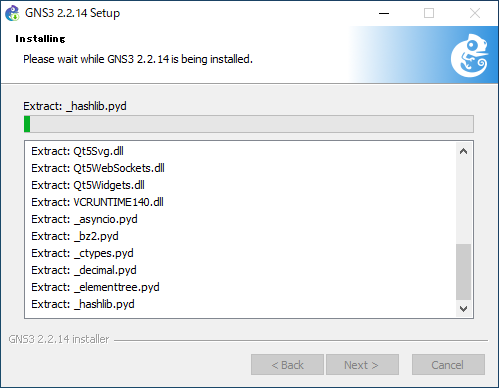 GNS3 2.2.14 Setup
Installing
Please wait while GNS3 2.2.14 is being installed.
Extract: _hashlib.pyd
Extract: Qt5Svg.dll
Extract: Qt5WebSockets.dll
Extract: Qt5Widgets.dll
Extract: VCRUNTIME140.dll
Extract: _asyncio.pyd
Extract: _bz2.pyd
Extract: _ctypes.pyd
Extract: _decimal.pyd
Extract: _elementtree.pyd
Extract: _hashlib.pyd
GNS3 2.2.14 installer
< Back
Next >
Cancel